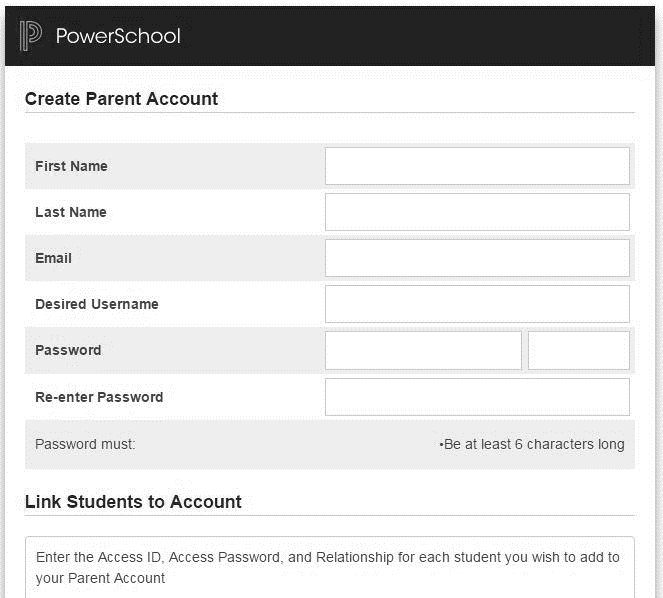 PowerSchool
Create Parent Account
First Name
Last Name
Email
Desired Username
Password
Re-enter Password
Password must: •Be at least 6 characters long
Link Students to Account
Enter the Access ID, Access Password, and Relationship for each student you wish to add to
your Parent Account